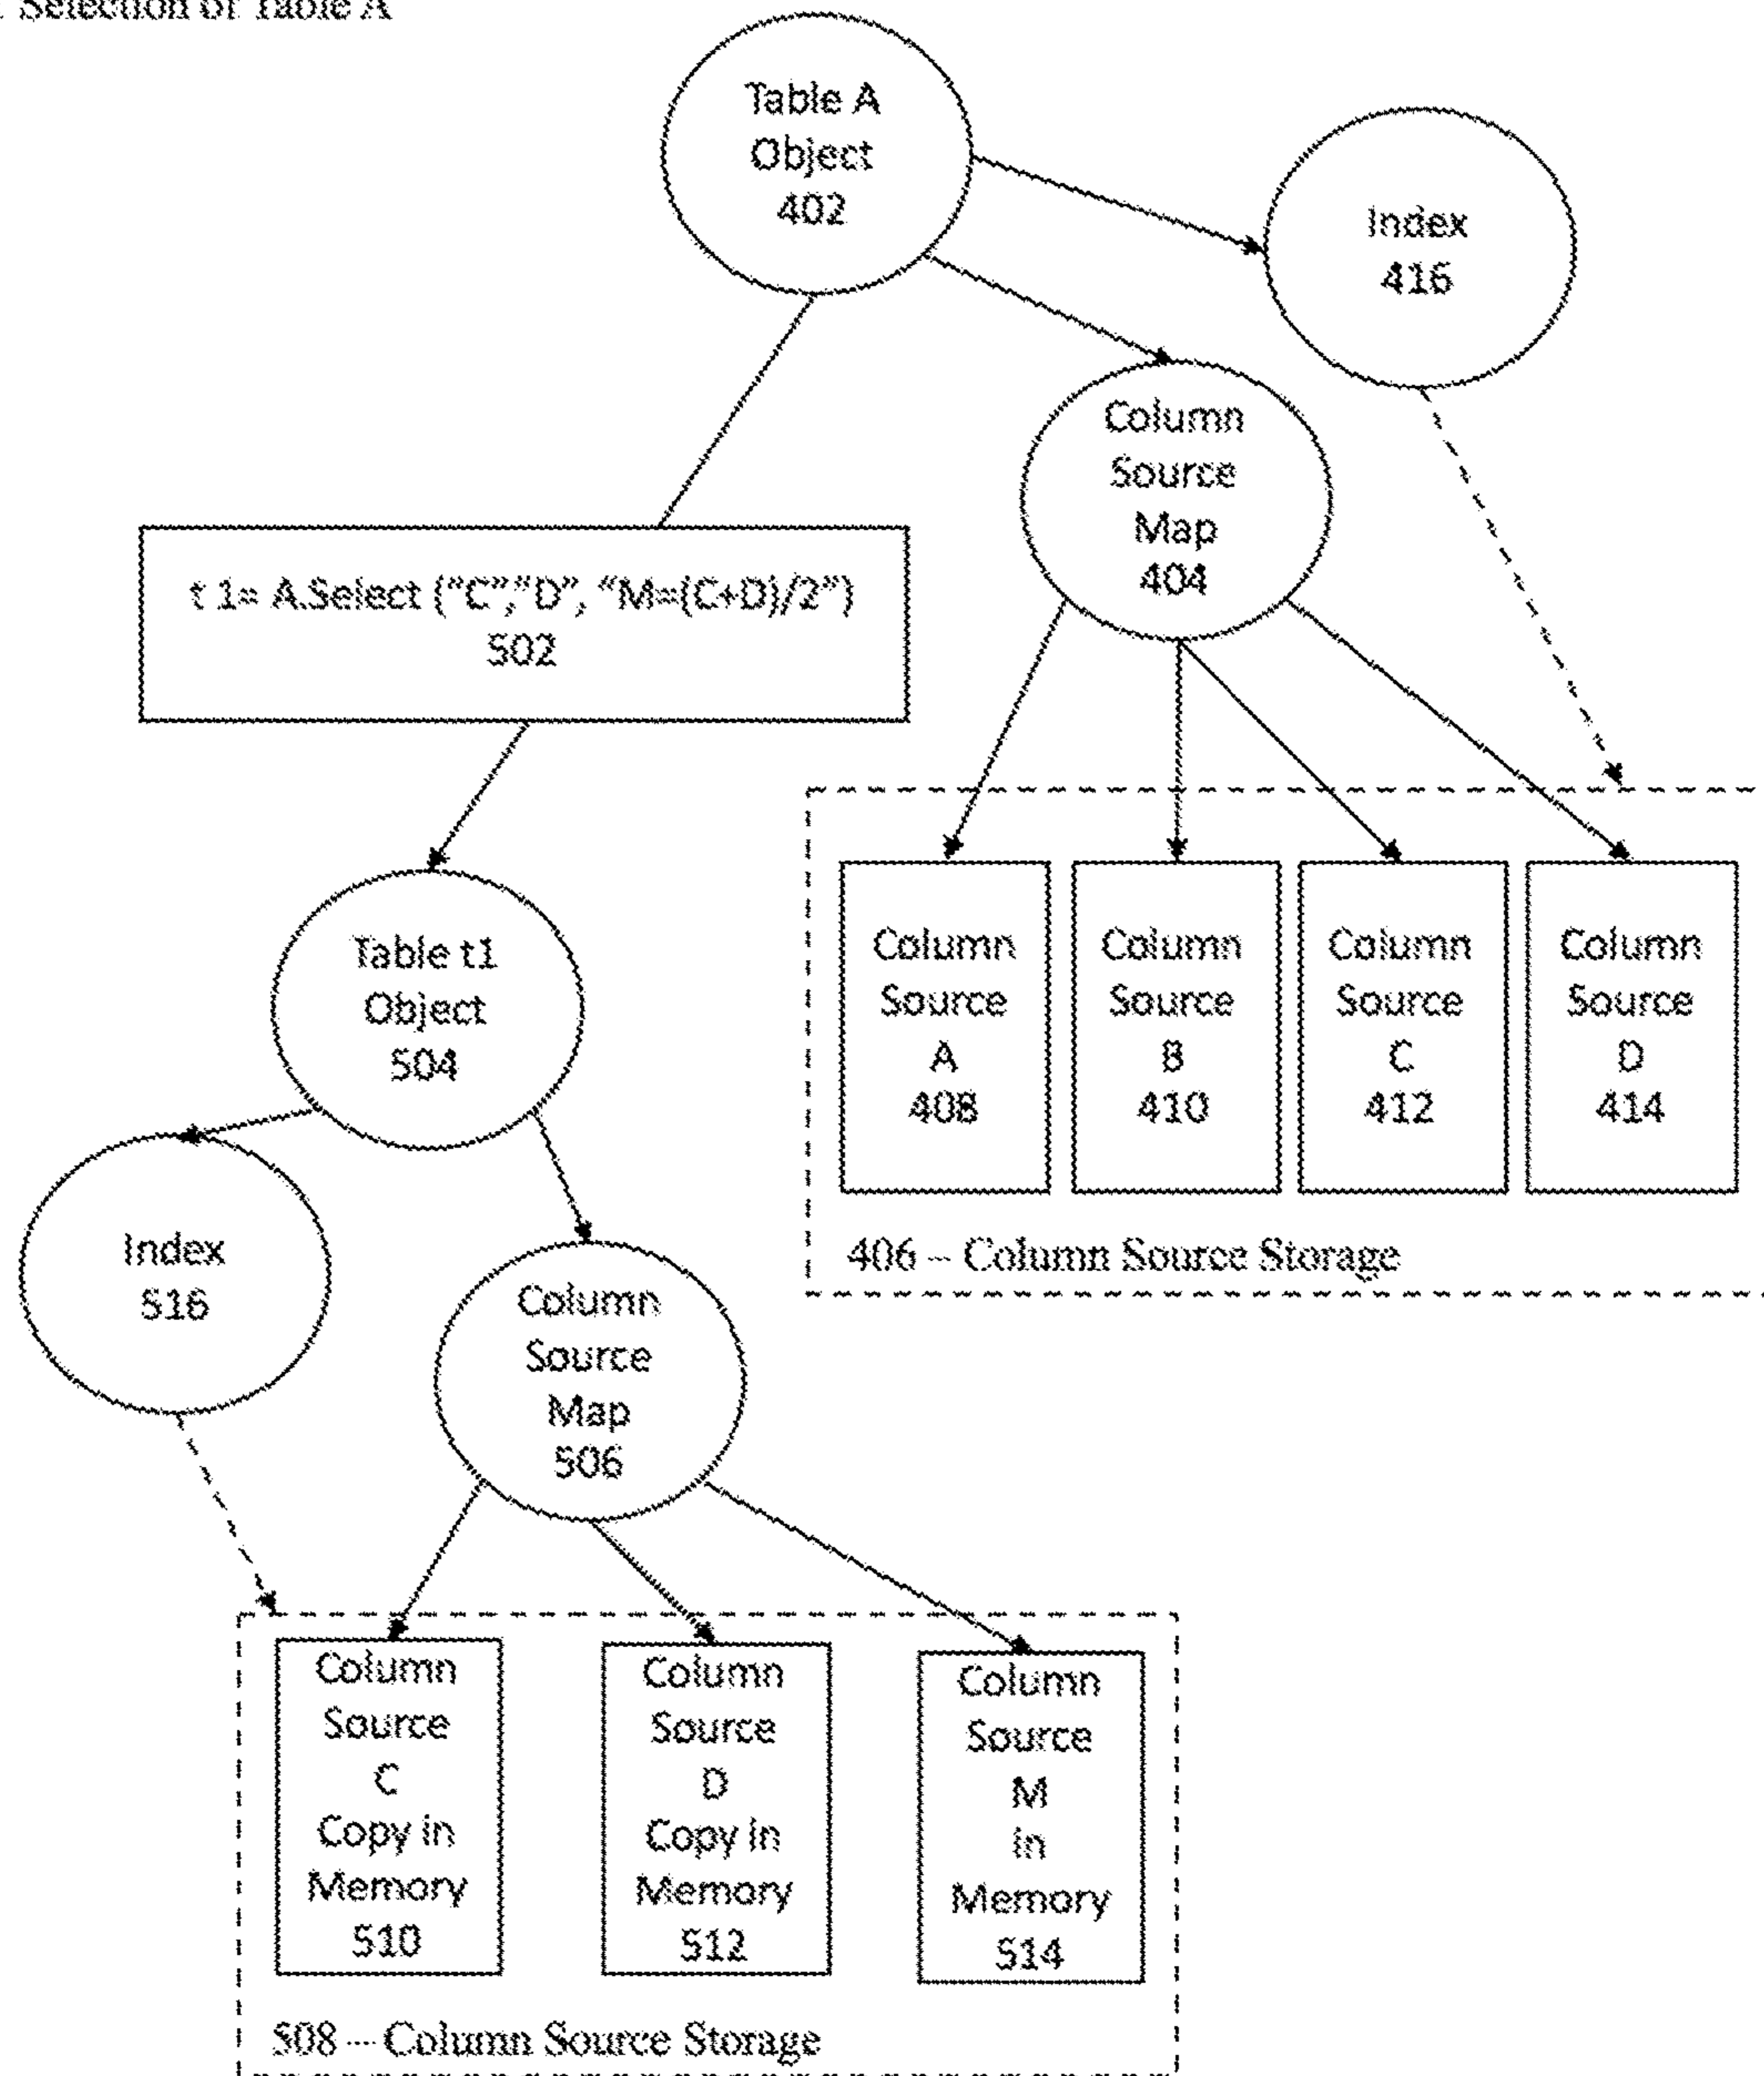 Selection of Table A
Table A
Object
402
Index
416
Column
Source
Map
404
t 1= A.Select ("C","D", "M=(C+D)/2")
502
Table t1
Object
504
Column
Source
A
408
Column
Source
B
410
Column
Source
C
412
Column
Source
D
414
406 – Column Source Storage
Index
516
Column
Source
Map
506
Column
Source
C
Copy in
Memory
510
Column
Source
D
Copy in
Memory
512
Column
Source
M
in
Memory
514
508 – Column Source Storage